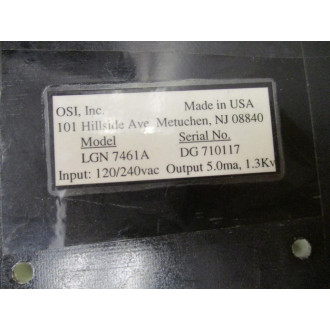 OSI, Inc. Made in USA
101 Hillside Ave. Metuchen, NJ 08840
Model Serial No.
LGN 7461A DG 710117
Input: 120/240vac Output 5.0ma, 1.3Kv